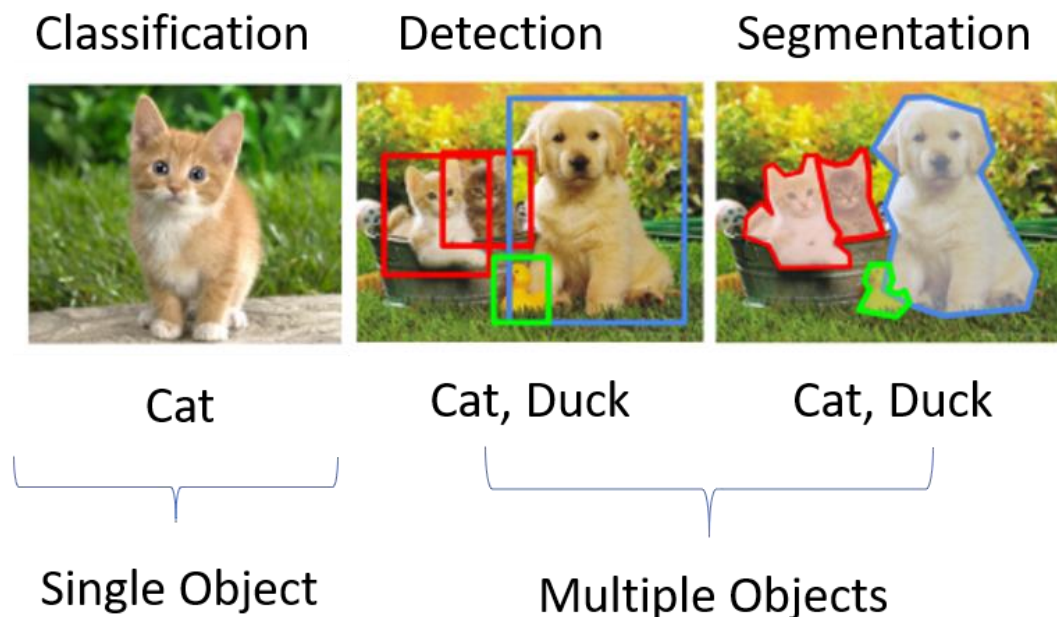 Classification
Detection
Segmentation
Cat
Cat, Duck
Cat, Duck
Single Object
Multiple Objects